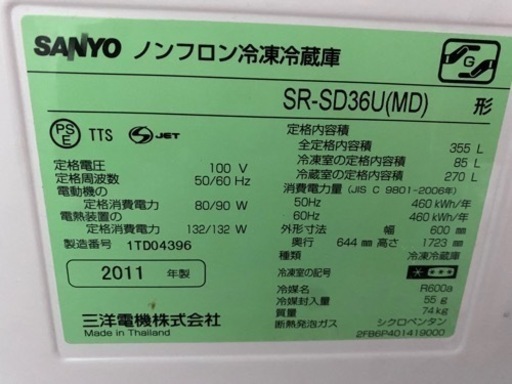 SANYO ノンフロン冷凍冷蔵庫
G
SR-SD36U(MD) 形
PSE TTS S-JET
定格電圧 100 V
定格周波数 50/60 Hz
電動機の
定格消費電力 80/90 W
電熱装置の
定格消費電力 132/132 W
製造番号 1TD04396
2011 年製
三洋電機株式会社
Made in Thailand
定格内容積
全定格内容積 355 L
冷凍室の定格内容積 85 L
冷蔵室の定格内容積 270 L
消費電力量 (JIS C 9801-2006年)
50Hz 460 kWh/年
60Hz 460 kWh/年
外形寸法 幅 600 mm
奥行 644 mm 高さ 1723 mm
種類 冷凍冷蔵庫
冷凍室の記号
冷媒名 R600a
冷媒封入量 55 g
質量 74 kg
断熱発泡ガス シクロペンタン
2FB6P401419000